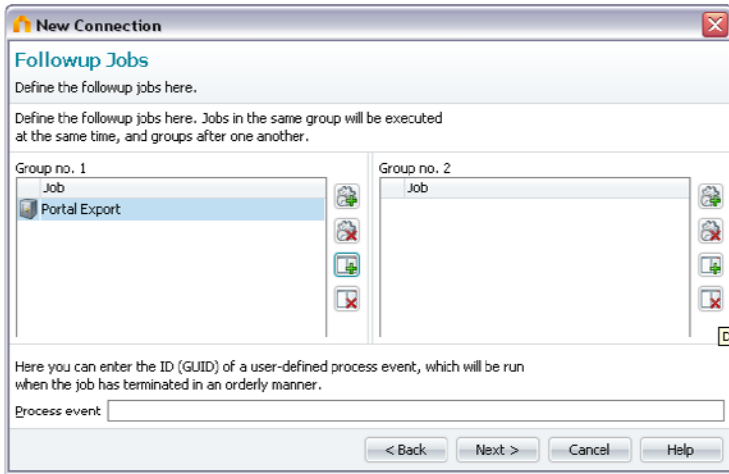 New Connection
Followup Jobs
Define the followup jobs here.
Define the followup jobs here. Jobs in the same group will be executed
at the same time, and groups after one another.
Group no. 1
Job
Portal Export
Group no. 2
Job
Here you can enter the ID (GUID) of a user-defined process event, which will be run
when the job has terminated in an orderly manner.
Process event
< Back
Next >
Cancel
Help